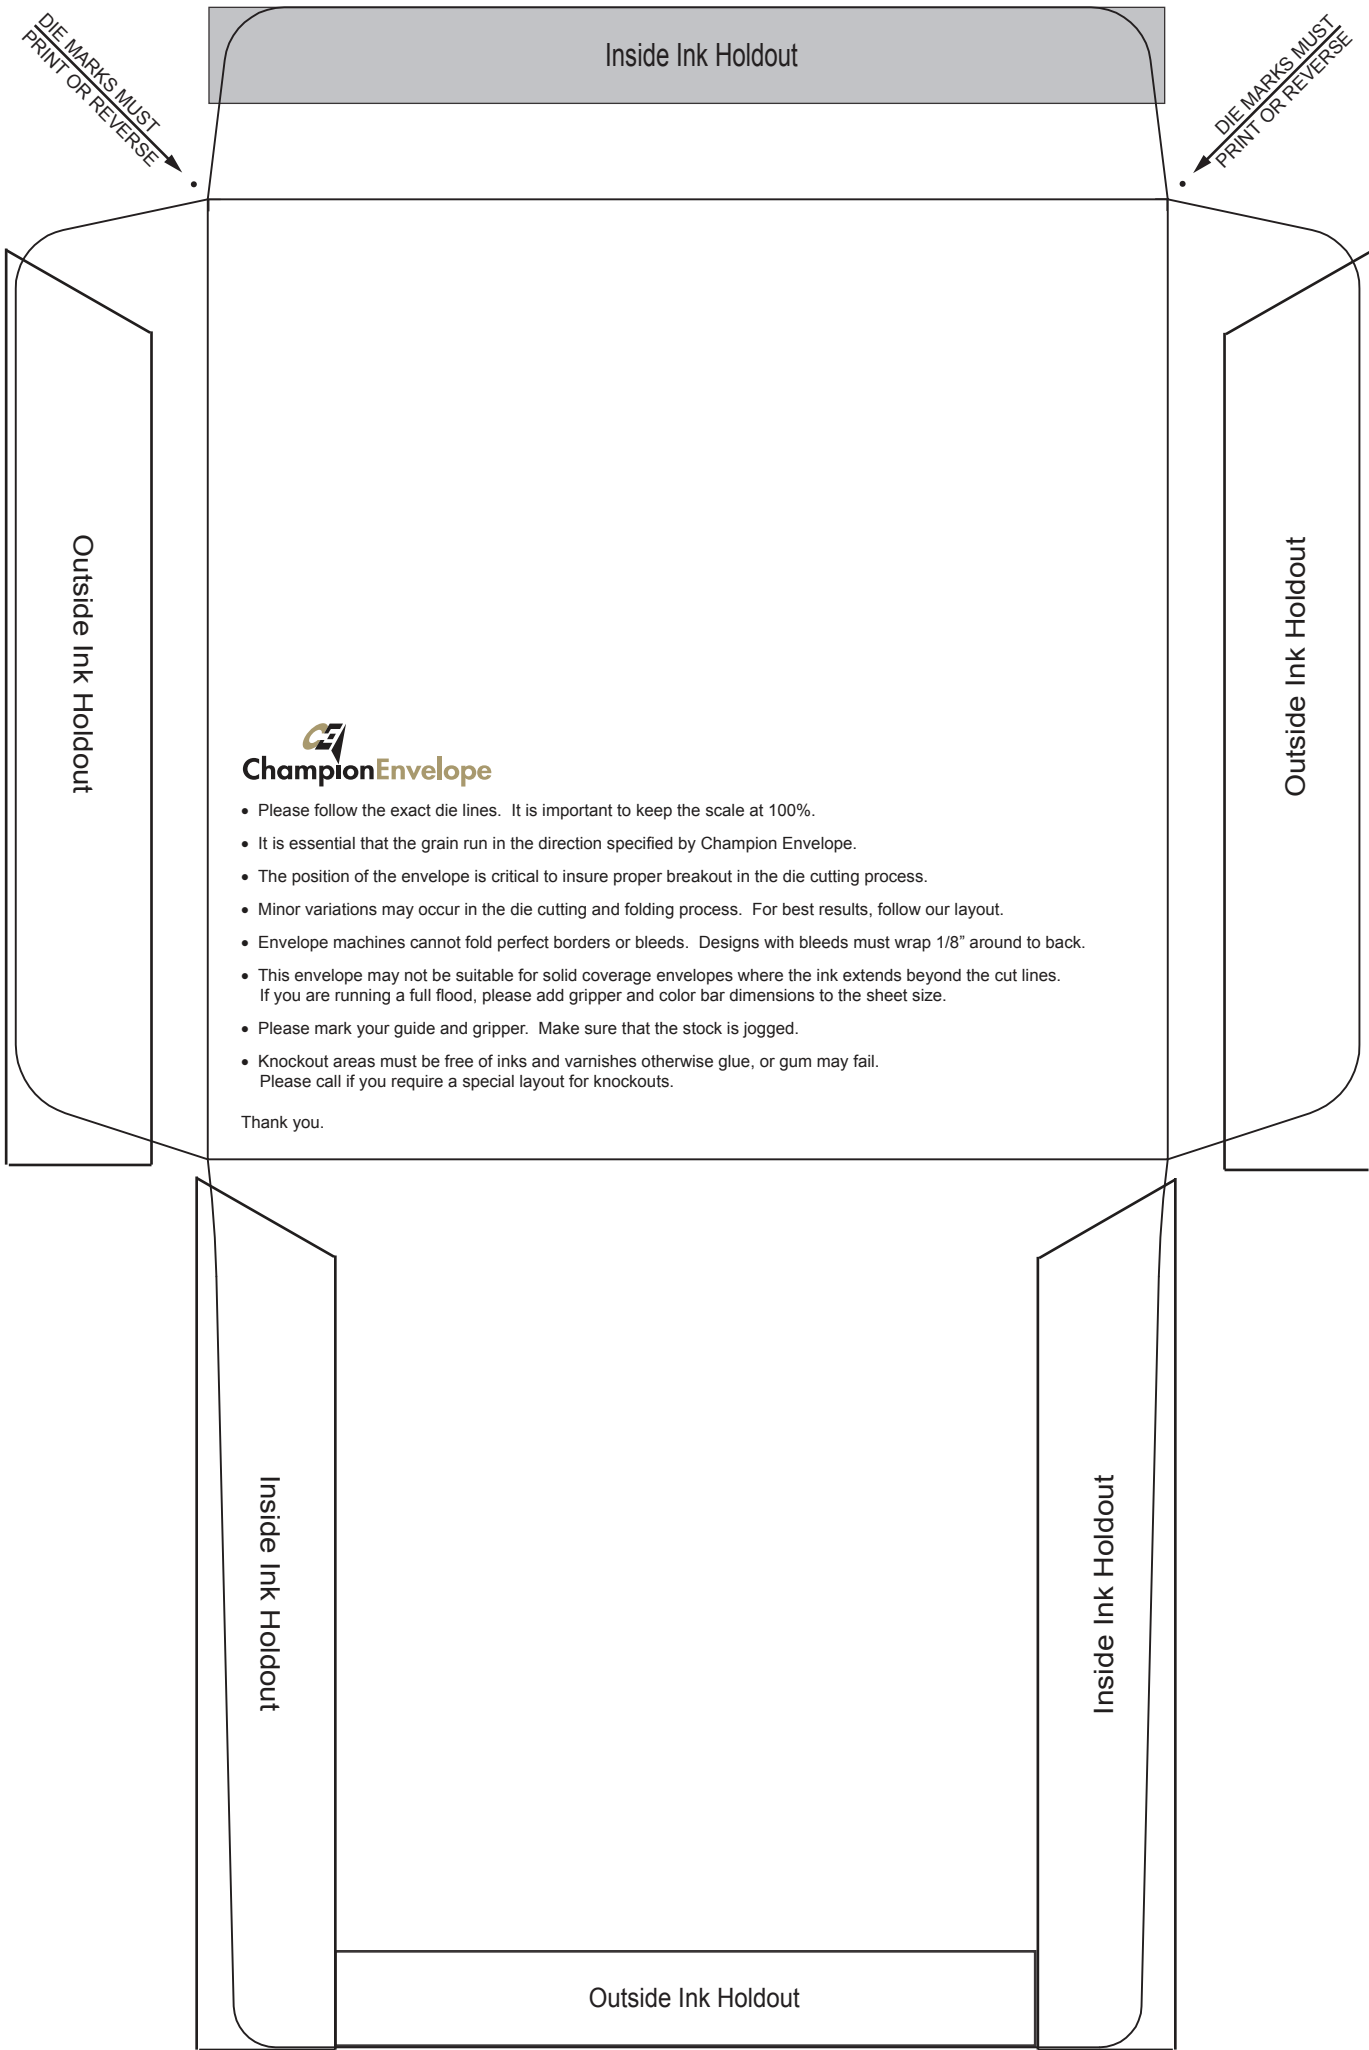 Inside Ink Holdout
DIE MARKS MUST
PRINT OR REVERSE
DIE MARKS MUST
PRINT OR REVERSE
Outside Ink Holdout
Outside Ink Holdout
CE
ChampionEnvelope
• Please follow the exact die lines.  It is important to keep the scale at 100%.
• It is essential that the grain run in the direction specified by Champion Envelope.
• The position of the envelope is critical to insure proper breakout in the die cutting process.
• Minor variations may occur in the die cutting and folding process.  For best results, follow our layout.
• Envelope machines cannot fold perfect borders or bleeds.  Designs with bleeds must wrap 1/8” around to back.
• This envelope may not be suitable for solid coverage envelopes where the ink extends beyond the cut lines.
If you are running a full flood, please add gripper and color bar dimensions to the sheet size.
• Please mark your guide and gripper.  Make sure that the stock is jogged.
• Knockout areas must be free of inks and varnishes otherwise glue, or gum may fail.
Please call if you require a special layout for knockouts.
Thank you.
Inside Ink Holdout
Inside Ink Holdout
Outside Ink Holdout